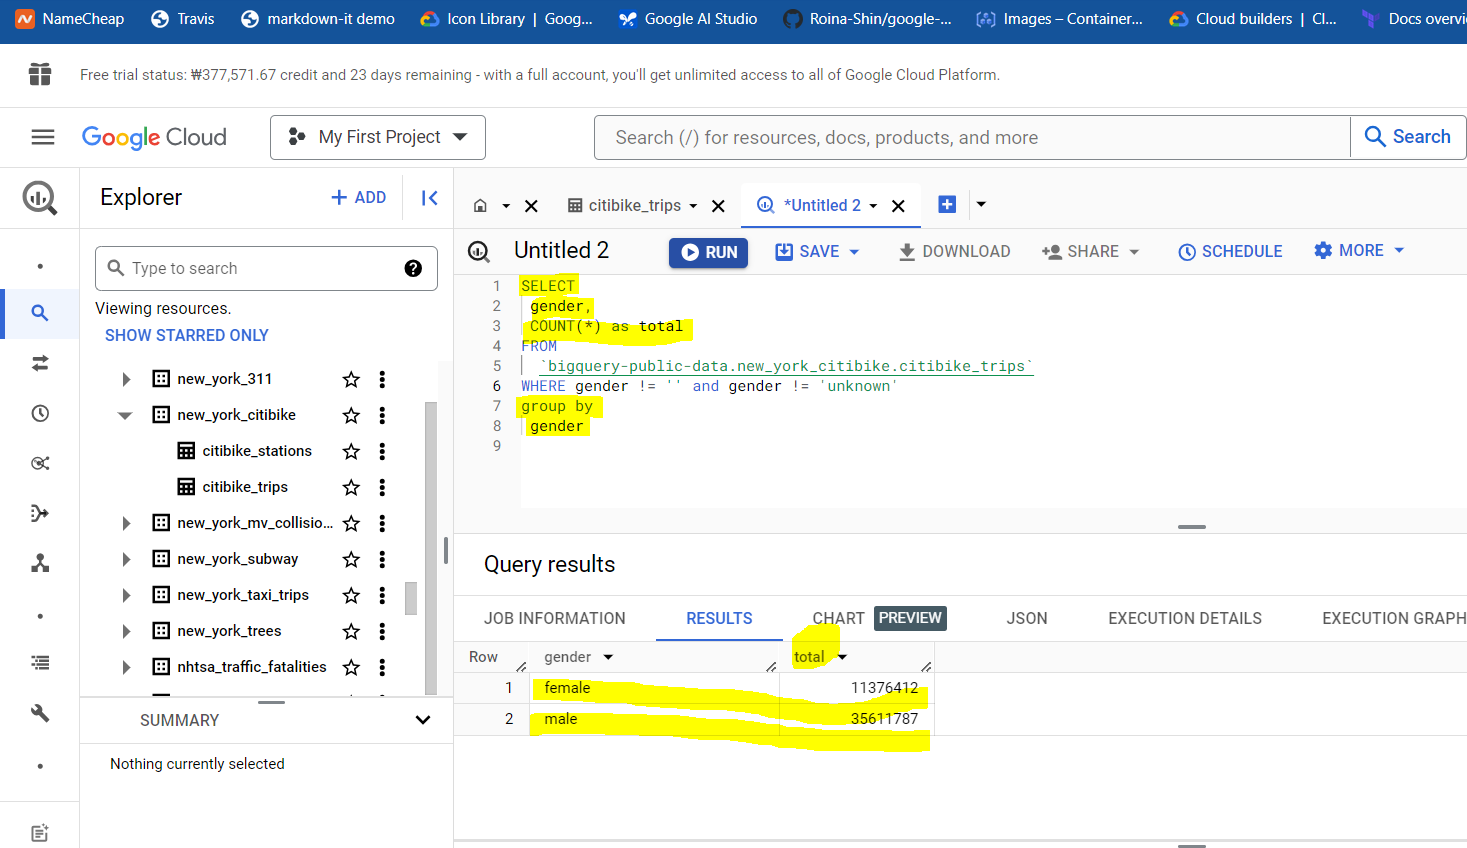 NameCheap Travis markdown-it demo Icon Library | Goog... Google AI Studio Roina-Shin/google-... Images – Container... Cloud builders | Cl... Docs overvi
Free trial status: ₩377,571.67 credit and 23 days remaining - with a full account, you'll get unlimited access to all of Google Cloud Platform.
Google Cloud My First Project Search (/) for resources, docs, products, and more Search
Explorer + ADD
citibike_trips *Untitled 2
Untitled 2 RUN SAVE DOWNLOAD SHARE SCHEDULE MORE
Type to search
Viewing resources.
SHOW STARRED ONLY
new_york_311
new_york_citibike
citibike_stations
citibike_trips
new_york_mv_collisio...
new_york_subway
new_york_taxi_trips
new_york_trees
nhtsa_traffic_fatalities
SUMMARY
Nothing currently selected
1 SELECT
2 gender,
3 COUNT(*) as total
4 FROM
5 `bigquery-public-data.new_york_citibike.citibike_trips`
6 WHERE gender != '' and gender != 'unknown'
7 group by
8 gender
9
Query results
JOB INFORMATION RESULTS CHART PREVIEW JSON EXECUTION DETAILS EXECUTION GRAPH
Row gender total
1 female 11376412
2 male 35611787